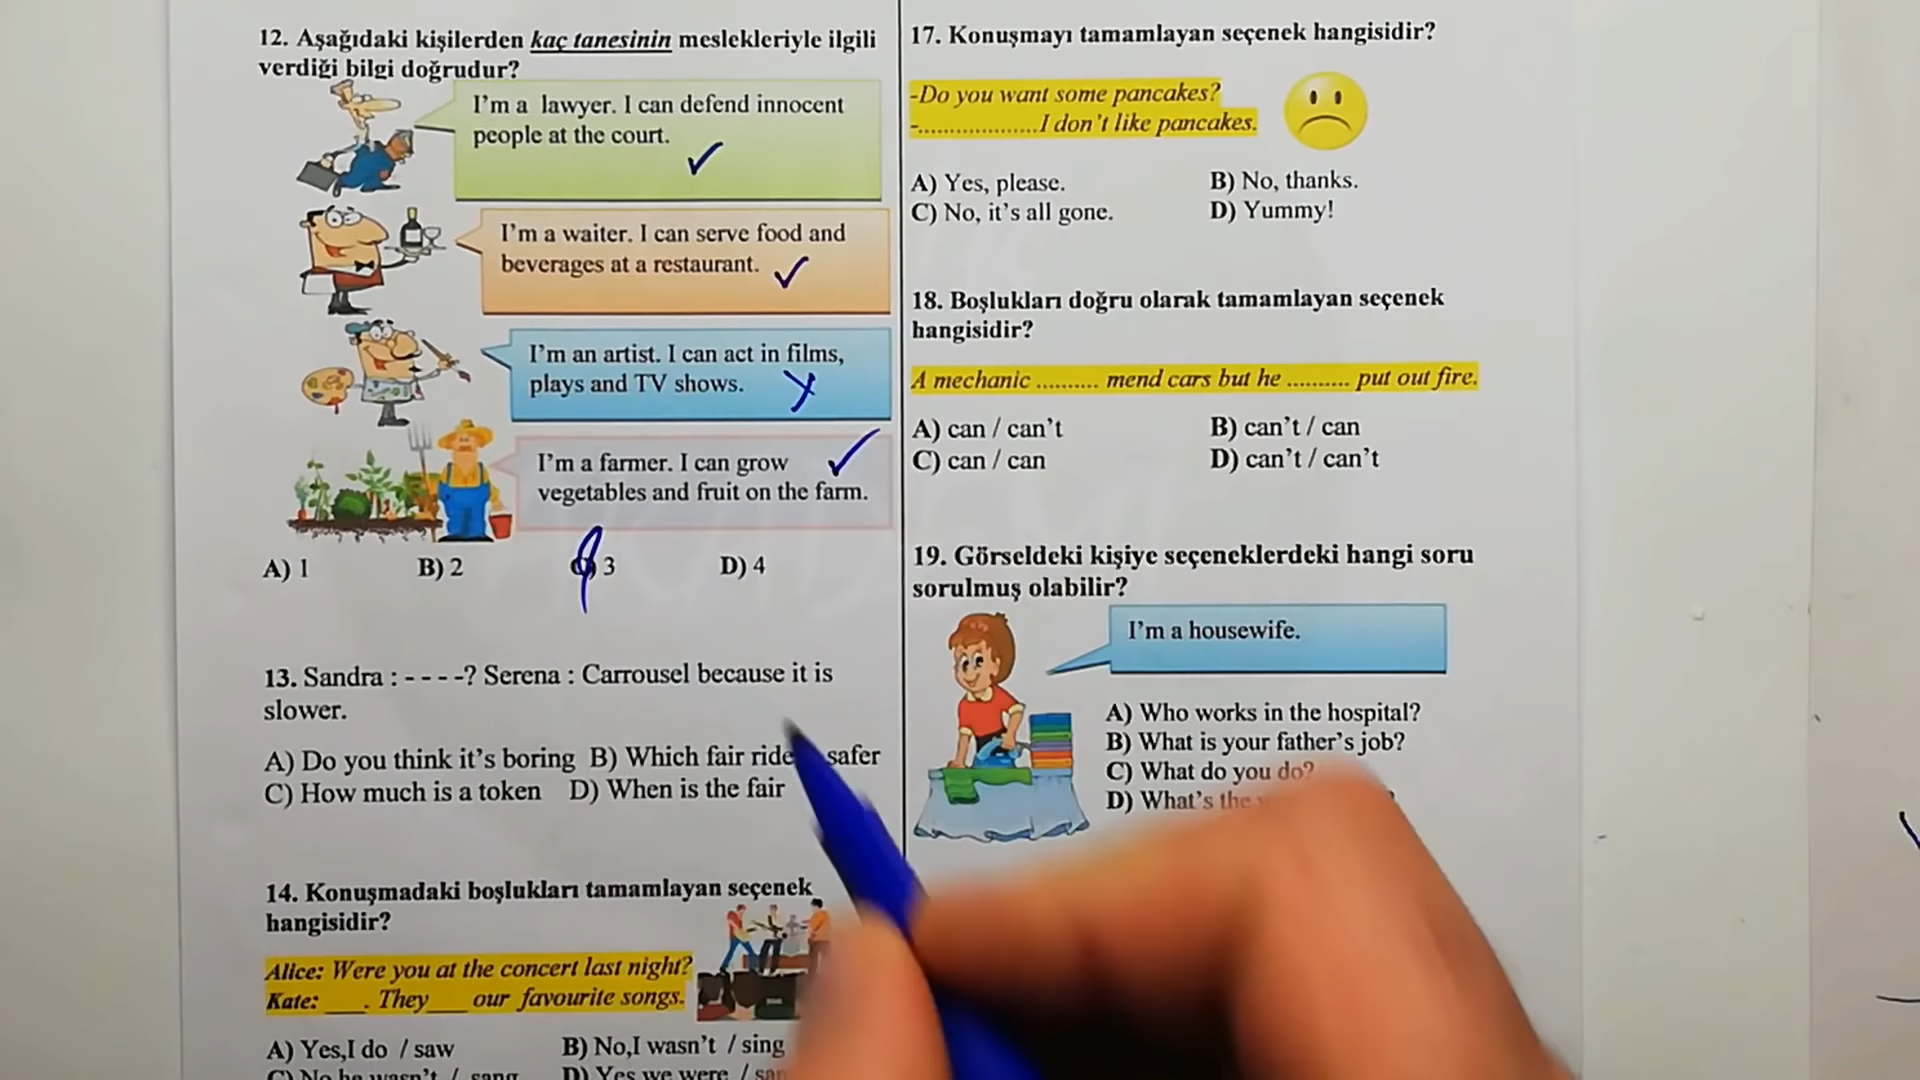 12. Aşağıdaki kişilerden kaç tanesinin meslekleriyle ilgili
verdiği bilgi doğrudur?
I'm a lawyer. I can defend innocent
people at the court.
I'm a waiter. I can serve food and
beverages at a restaurant.
I'm an artist. I can act in films,
plays and TV shows.
I'm a farmer. I can grow
vegetables and fruit on the farm.
A) 1 B) 2 C) 3 D) 4
13. Sandra : - - - -? Serena : Carrousel because it is
slower.
A) Do you think it's boring B) Which fair ride safer
C) How much is a token D) When is the fair
14. Konuşmadaki boşlukları tamamlayan seçenek
hangisidir?
Alice: Were you at the concert last night?
Kate: ___. They___ our favourite songs.
A) Yes,I do / saw B) No,I wasn't / sing
C) No he wasn't / sang D) Yes we were /
17. Konuşmayı tamamlayan seçenek hangisidir?
-Do you want some pancakes?
-...................I don't like pancakes.
A) Yes, please. B) No, thanks.
C) No, it's all gone. D) Yummy!
18. Boşlukları doğru olarak tamamlayan seçenek
hangisidir?
A mechanic .......... mend cars but he .......... put out fire.
A) can / can't B) can't / can
C) can / can D) can't / can't
19. Görseldeki kişiye seçeneklerdeki hangi soru
sorulmuş olabilir?
I'm a housewife.
A) Who works in the hospital?
B) What is your father's job?
C) What do you do?
D) What's the